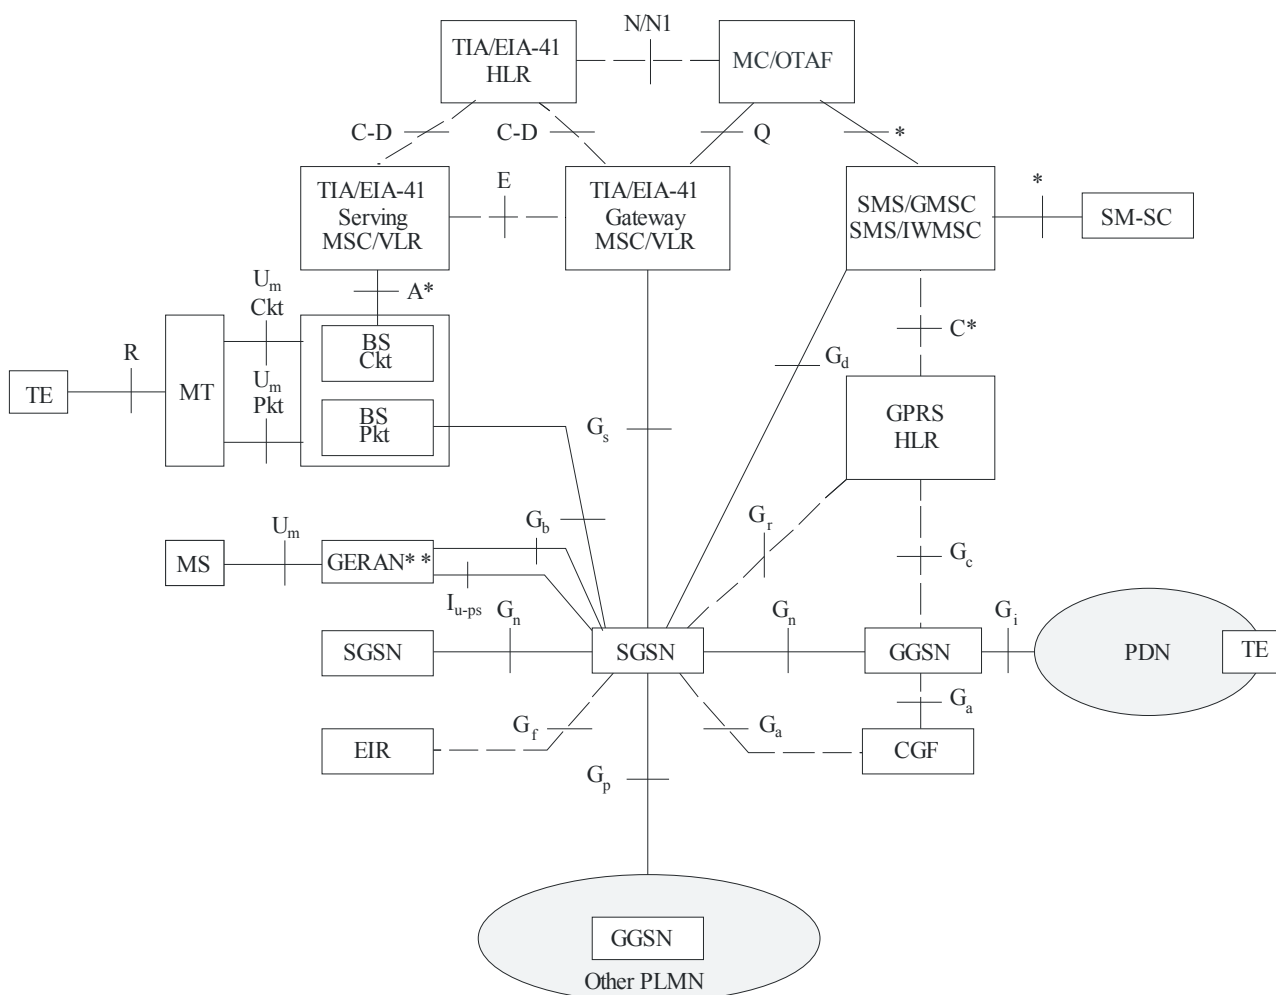 N/N1
TIA/EIA-41
HLR
MC/OTAF
C-D
C-D
Q
*
TIA/EIA-41
Serving
MSC/VLR
E
TIA/EIA-41
Gateway
MSC/VLR
SMS/GMSC
SMS/IWMSC
*
SM-SC
Um
Ckt
A*
C*
R
TE
MT
BS
Ckt
Um
Pkt
BS
Pkt
Gd
GPRS
HLR
Gs
Gr
Gb
Gc
Um
MS
GERAN**
Iu-ps
Gn
Gn
Gi
SGSN
SGSN
GGSN
PDN
TE
Gf
Ga
Ga
EIR
CGF
Gp
GGSN
Other PLMN